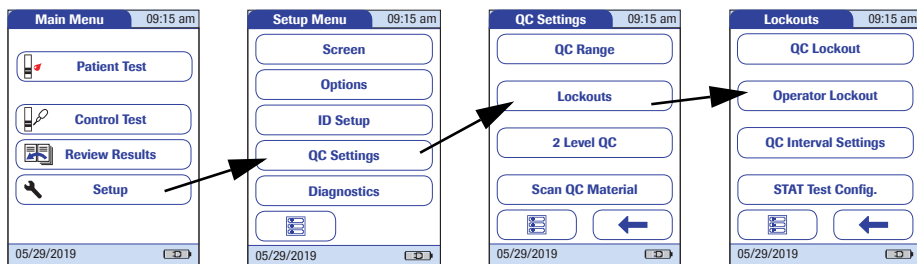 Main Menu 09:15 am
Patient Test
Control Test
Review Results
Setup
05/29/2019
Setup Menu 09:15 am
Screen
Options
ID Setup
QC Settings
Diagnostics
05/29/2019
QC Settings 09:15 am
QC Range
Lockouts
2 Level QC
Scan QC Material
05/29/2019
Lockouts 09:15 am
QC Lockout
Operator Lockout
QC Interval Settings
STAT Test Config.
05/29/2019